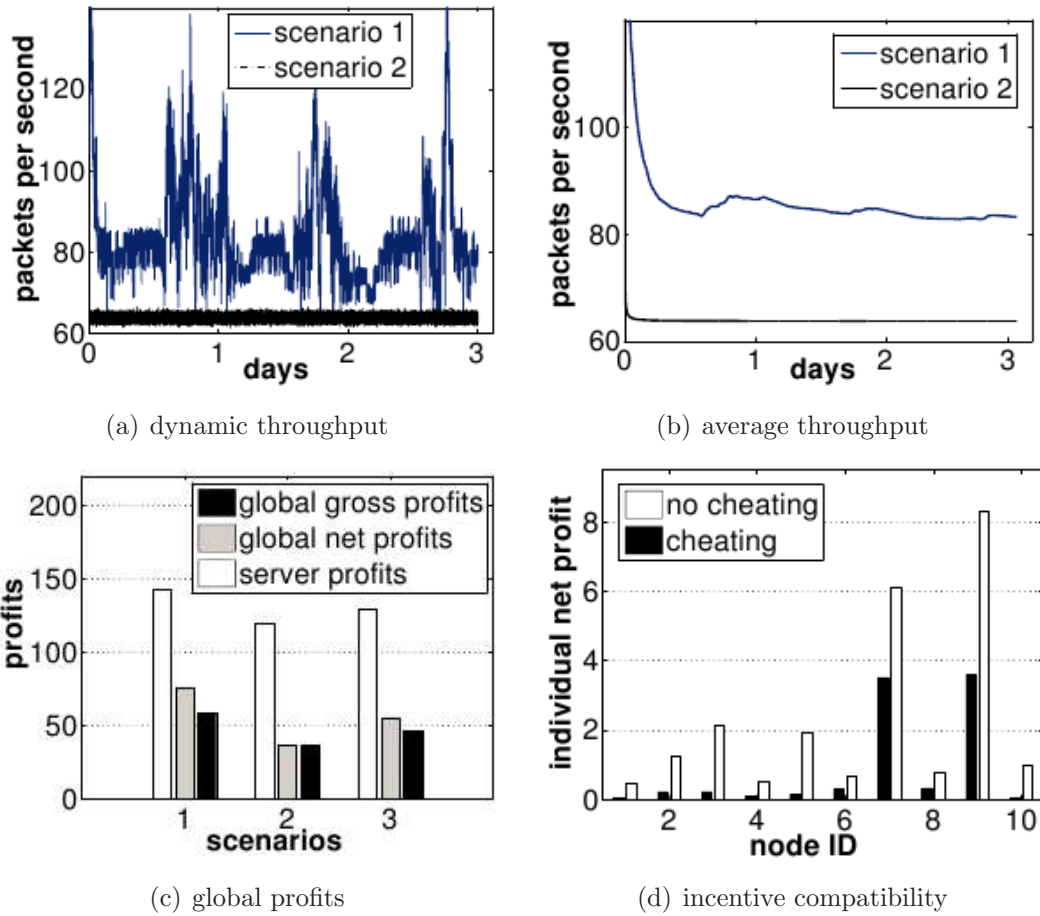 scenario 1
scenario 2
packets per second
120
100
80
60
0
1
2
3
days
(a) dynamic throughput
scenario 1
scenario 2
packets per second
100
80
60
0
1
2
3
days
(b) average throughput
global gross profits
global net profits
server profits
profits
200
150
100
50
0
1
2
3
scenarios
(c) global profits
no cheating
cheating
individual net profit
8
6
4
2
0
2
4
6
8
10
node ID
(d) incentive compatibility